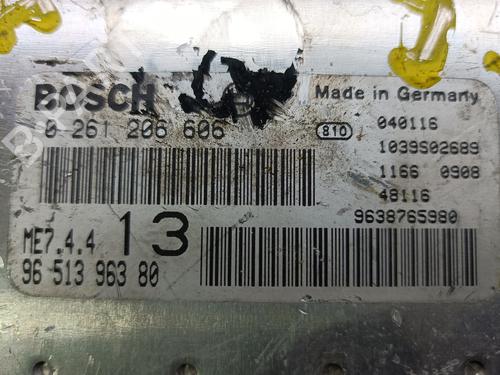 BOSCH
Made in Germany
0 261 206 606
810
040116
1039S02689
1166 0908
48116
9638765980
ME7.4.4 13
96 513 963 80